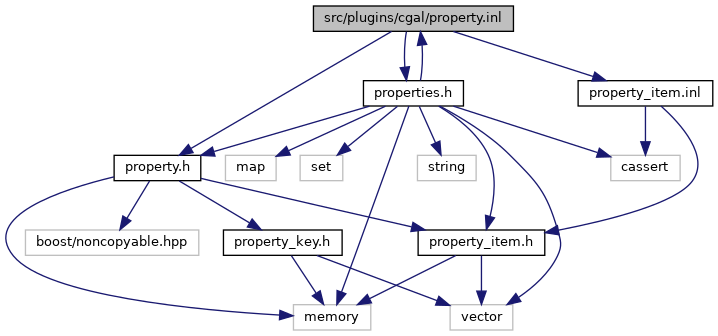 src/plugins/cgal/property.inl
properties.h
property_item.inl
property.h
map
set
string
cassert
boost/noncopyable.hpp
property_key.h
property_item.h
memory
vector